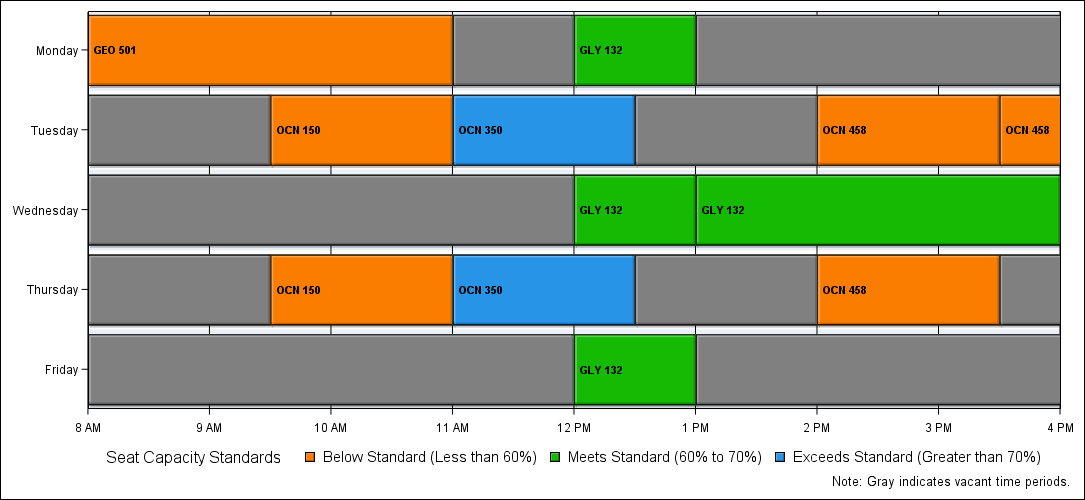 Monday
GEO 501
GLY 132
Tuesday
OCN 150
OCN 350
OCN 458
OCN 458
Wednesday
GLY 132
GLY 132
Thursday
OCN 150
OCN 350
OCN 458
Friday
GLY 132
8 AM 9 AM 10 AM 11 AM 12 PM 1 PM 2 PM 3 PM 4 PM
Seat Capacity Standards Below Standard (Less than 60%) Meets Standard (60% to 70%) Exceeds Standard (Greater than 70%)
Note: Gray indicates vacant time periods.